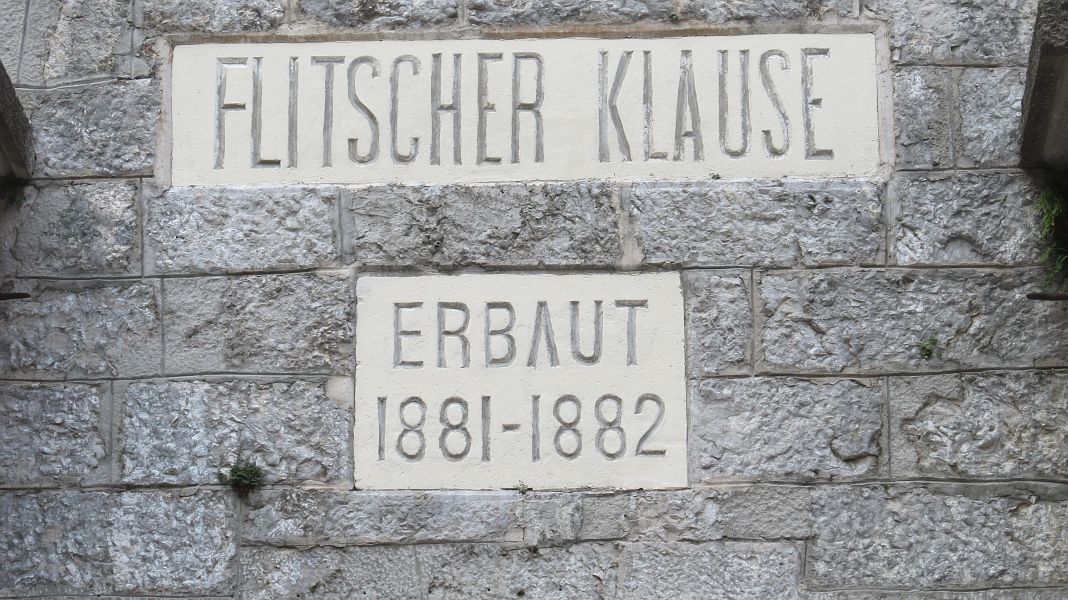 FLITSCHER KLAUSE
ERBAUT
1881-1882